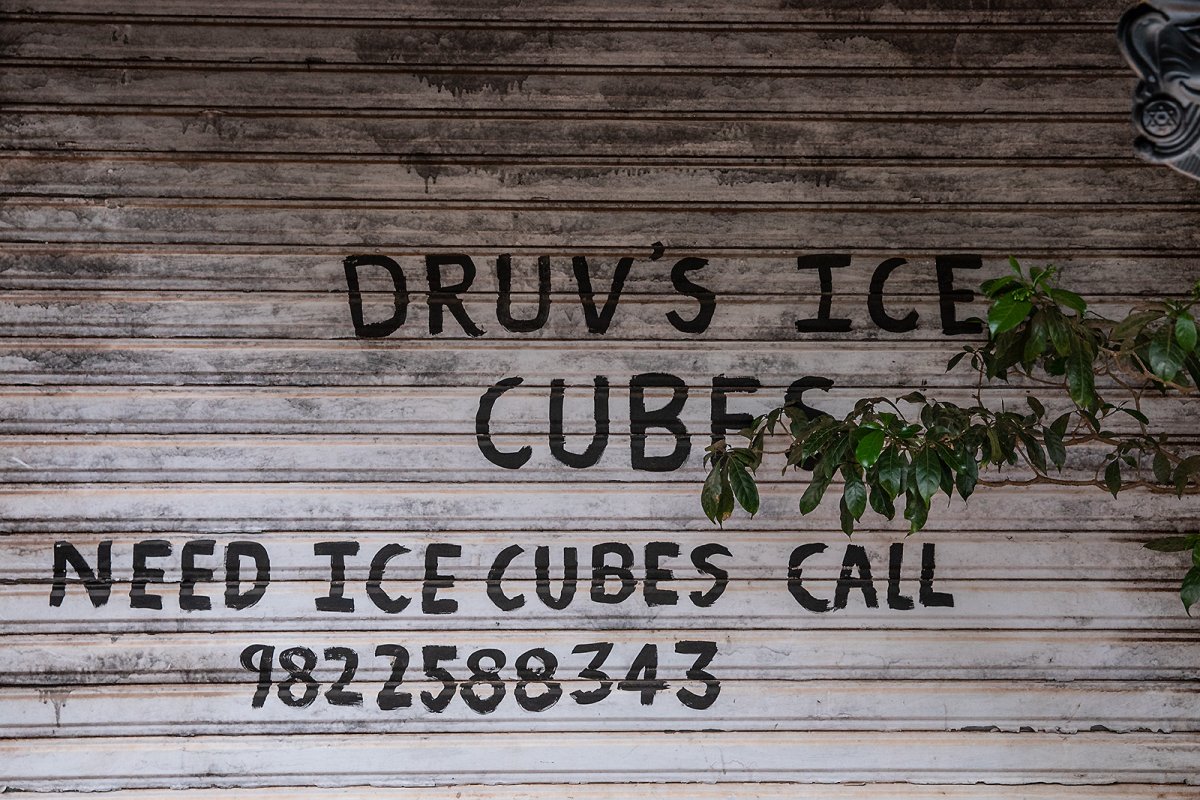 DRUV'S ICE
CUBES
NEED ICE CUBES CALL
9822588343